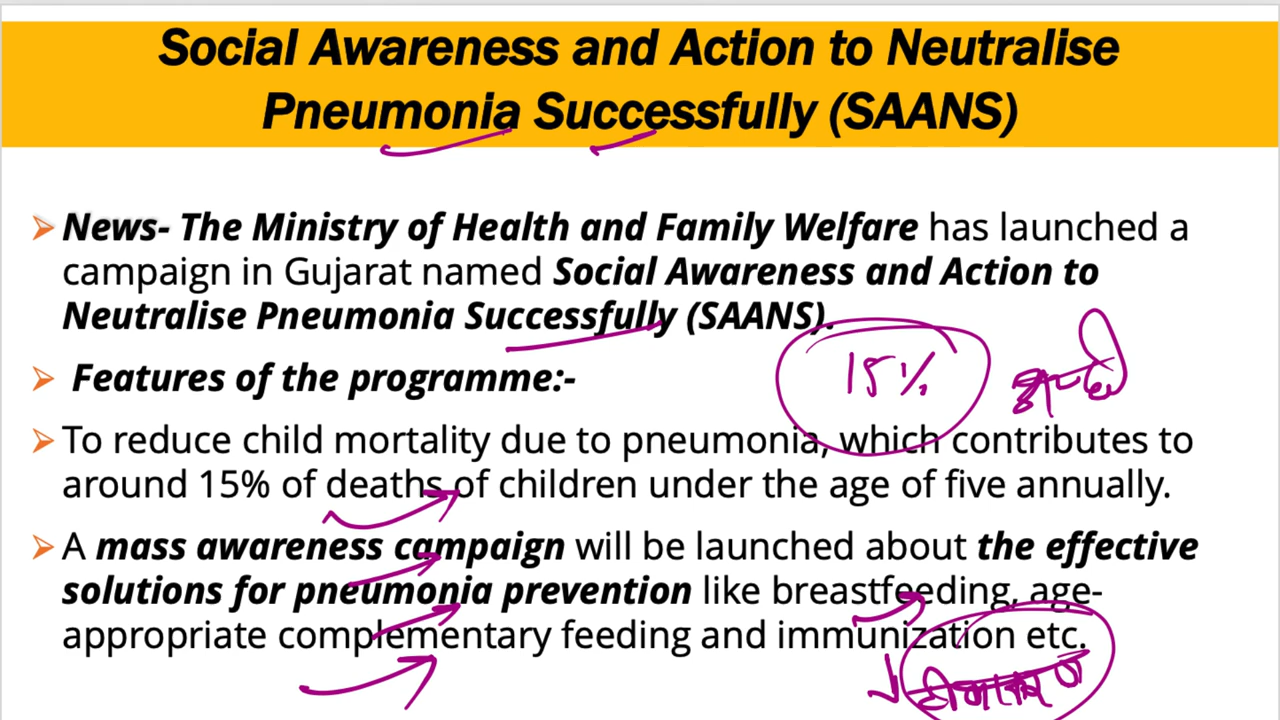 Social Awareness and Action to Neutralise
Pneumonia Successfully (SAANS)
➢ News- The Ministry of Health and Family Welfare has launched a
campaign in Gujarat named Social Awareness and Action to
Neutralise Pneumonia Successfully (SAANS).
➢ Features of the programme:-
15%
➢ To reduce child mortality due to pneumonia, which contributes to
around 15% of deaths of children under the age of five annually.
➢ A mass awareness campaign will be launched about the effective
solutions for pneumonia prevention like breastfeeding, age-
appropriate complementary feeding and immunization etc.